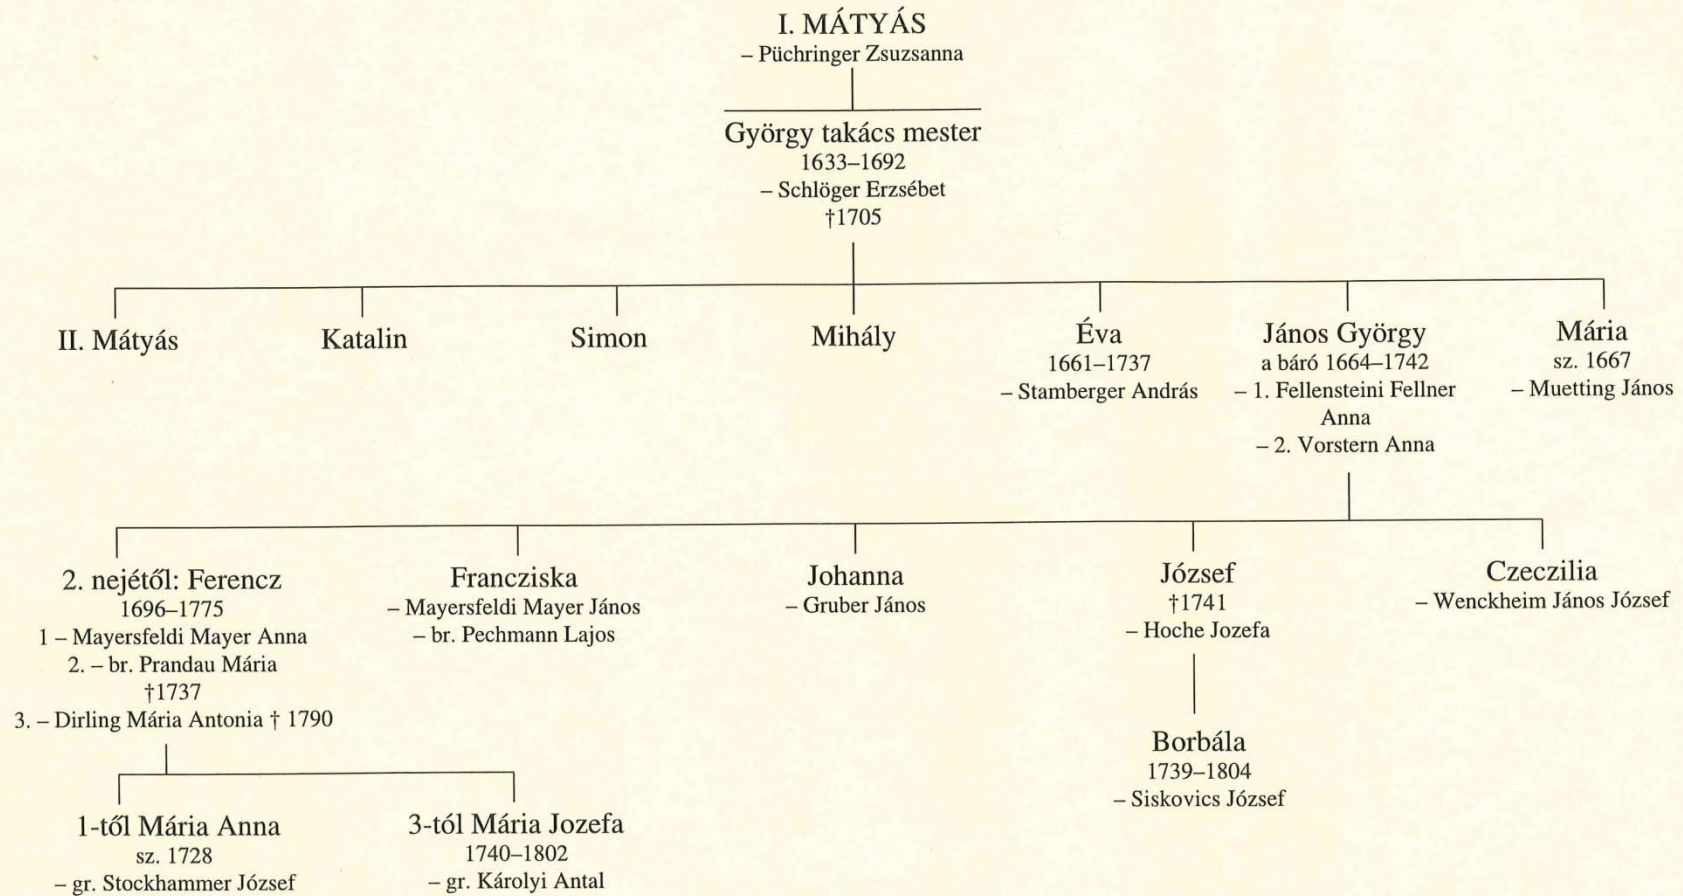 I. MÁTYÁS
– Püchringer Zsuzsanna
György takács mester
1633–1692
– Schlöger Erzsébet
†1705
II. Mátyás
Katalin
Simon
Mihály
Éva
1661–1737
– Stamberger András
János György
a báró 1664–1742
– 1. Fellensteini Fellner
Anna
– 2. Vorstern Anna
Mária
sz. 1667
– Muetting János
2. nejétől: Ferencz
1696–1775
1 – Mayersfeldi Mayer Anna
2. – br. Prandau Mária
†1737
3. – Dirling Mária Antonia † 1790
Francziska
– Mayersfeldi Mayer János
– br. Pechmann Lajos
Johanna
– Gruber János
József
†1741
– Hoche Jozefa
Czeczilia
– Wenckheim János József
Borbála
1739–1804
– Siskovics József
1-től Mária Anna
sz. 1728
– gr. Stockhammer József
3-tól Mária Jozefa
1740–1802
– gr. Károlyi Antal